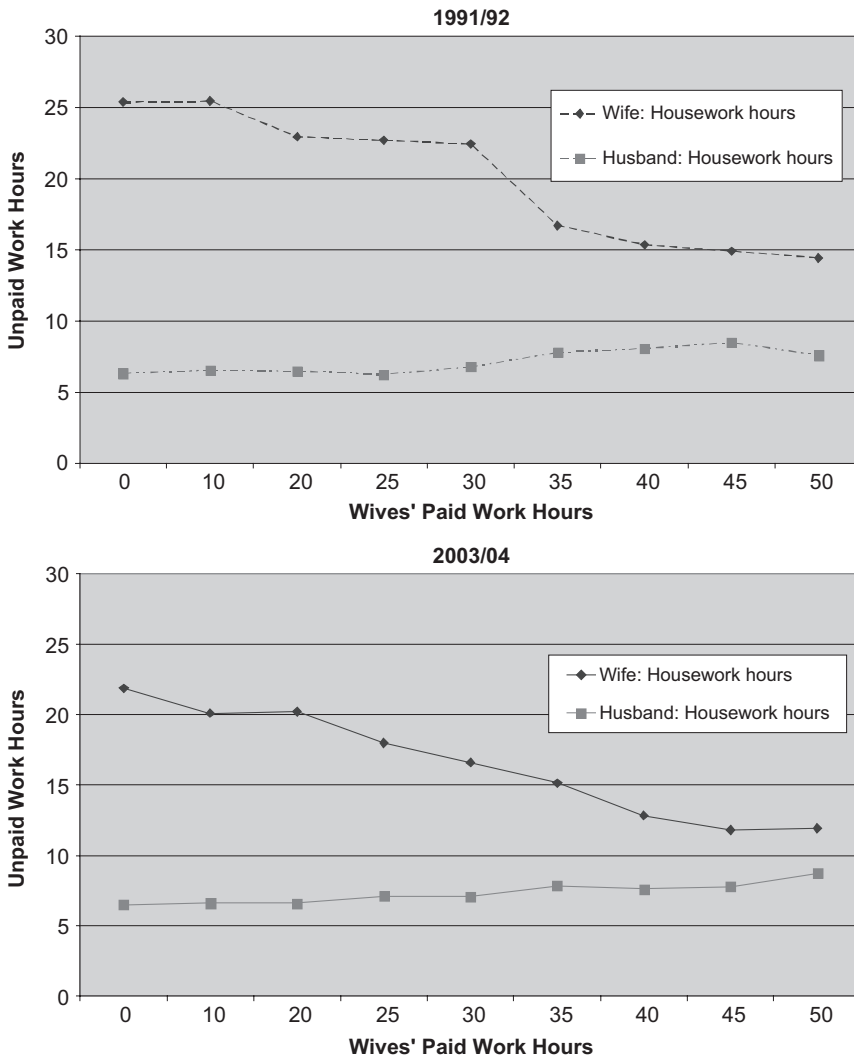 1991/92
30
25
20
15
10
5
0
Unpaid Work Hours
Wife: Housework hours
Husband: Housework hours
0 10 20 25 30 35 40 45 50
Wives' Paid Work Hours
2003/04
30
25
20
15
10
5
0
Unpaid Work Hours
Wife: Housework hours
Husband: Housework hours
0 10 20 25 30 35 40 45 50
Wives' Paid Work Hours